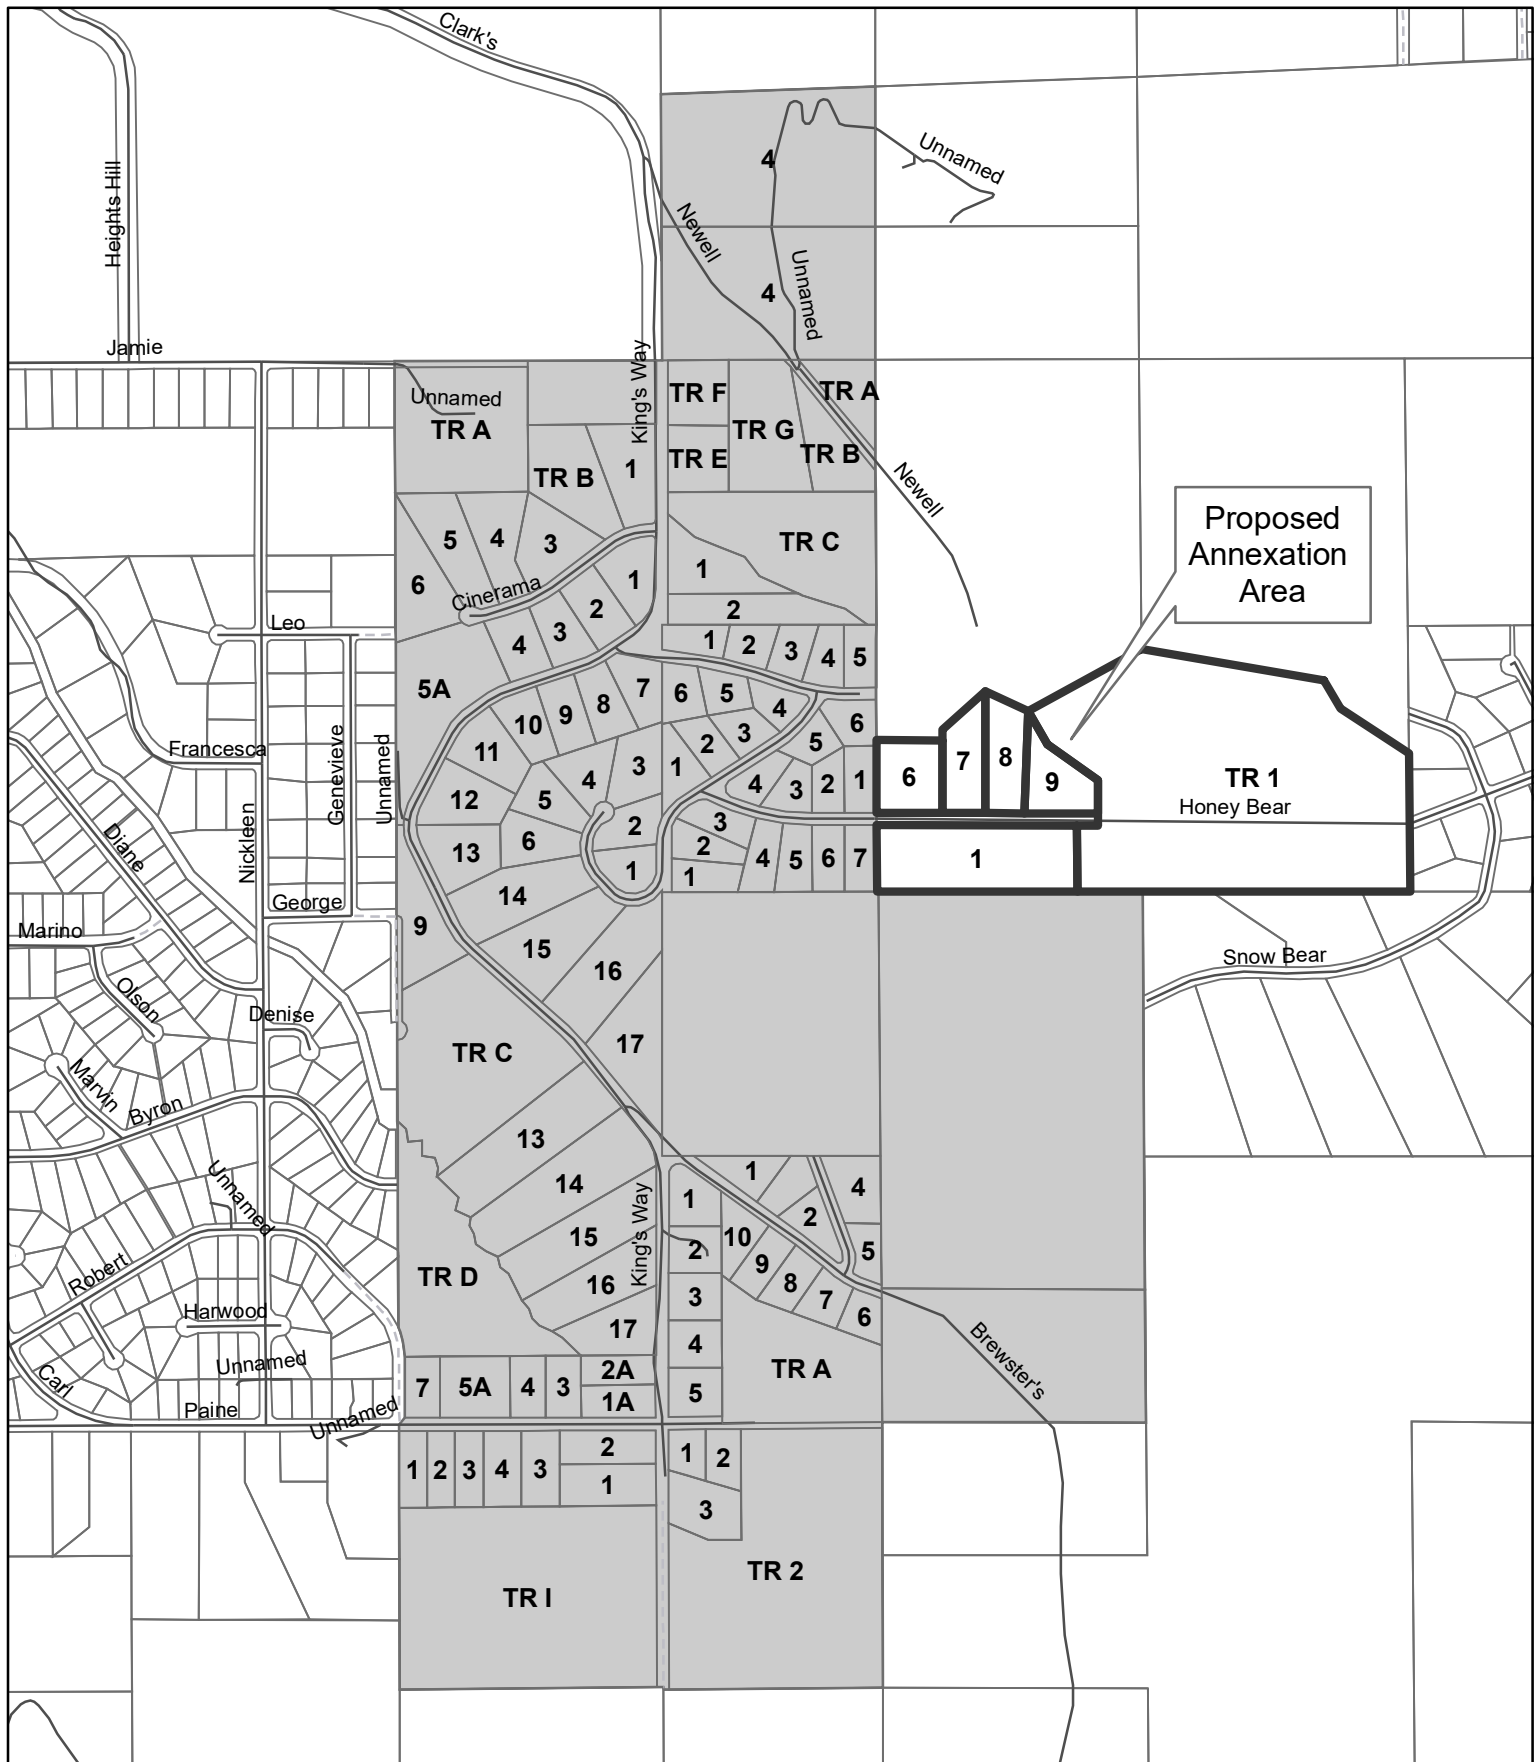 Clark's
Heights Hill
4
Unnamed
Newell
4
Unnamed
Jamie
King's Way
Unnamed
TR A
TR F
TR A
TR G
TR E
TR B
TR B
1
Newell
Proposed
Annexation
Area
5
4
3
TR C
6
Cinerama
1
1
2
2
Leo
4
3
1
2
3
4
5
5A
7
6
5
4
10
9
8
6
Francesca
Genevieve
Unnamed
11
2
3
5
1
3
4
4
3
2
1
6
7
8
9
TR 1
Honey Bear
12
5
2
3
Diane
Nickleen
13
6
1
2
1
4
5
6
7
1
14
George
9
Marino
15
16
Snow Bear
Olson
Denise
TR C
17
Marvin
Byron
13
14
1
4
1
Unnamed
King's Way
2
15
10
2
9
5
TR D
16
8
Robert
3
7
6
Harwood
17
4
Brewster's
Unnamed
2A
TR A
Carl
7
5A
4
3
1A
5
Paine
Unnamed
1
2
3
4
3
2
1
2
1
3
TR 2
TR I